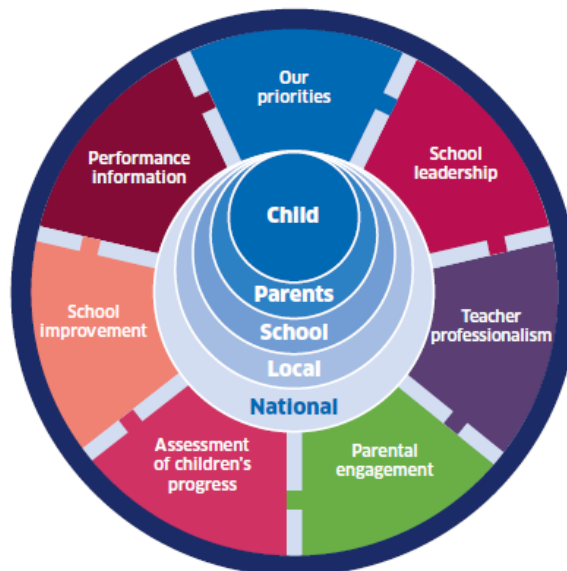 Our
priorities
School
leadership
Teacher
professionalism
Parental
engagement
Assessment
of children's
progress
School
improvement
Performance
information
Child
Parents
School
Local
National